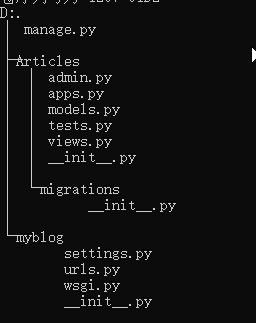 D:.
manage.py
Articles
admin.py
apps.py
models.py
tests.py
views.py
__init__.py
migrations
__init__.py
myblog
settings.py
urls.py
wsgi.py
__init__.py